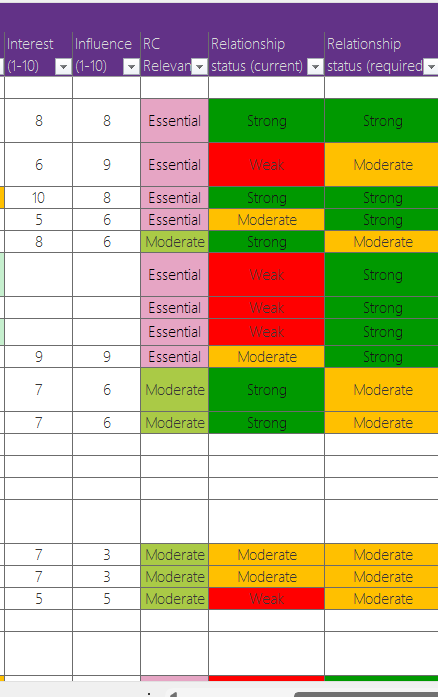 Interest (1-10) Influence (1-10) RC Relevan Relationship status (current) Relationship status (required
8 8 Essential Strong Strong
6 9 Essential Weak Moderate
10 8 Essential Strong Strong
5 6 Essential Moderate Strong
8 6 Moderate Strong Moderate
Essential Weak Strong
Essential Weak Strong
Essential Weak Strong
9 9 Essential Moderate Strong
7 6 Moderate Strong Moderate
7 6 Moderate Strong Moderate
7 3 Moderate Moderate Moderate
7 3 Moderate Moderate Moderate
5 5 Moderate Weak Moderate